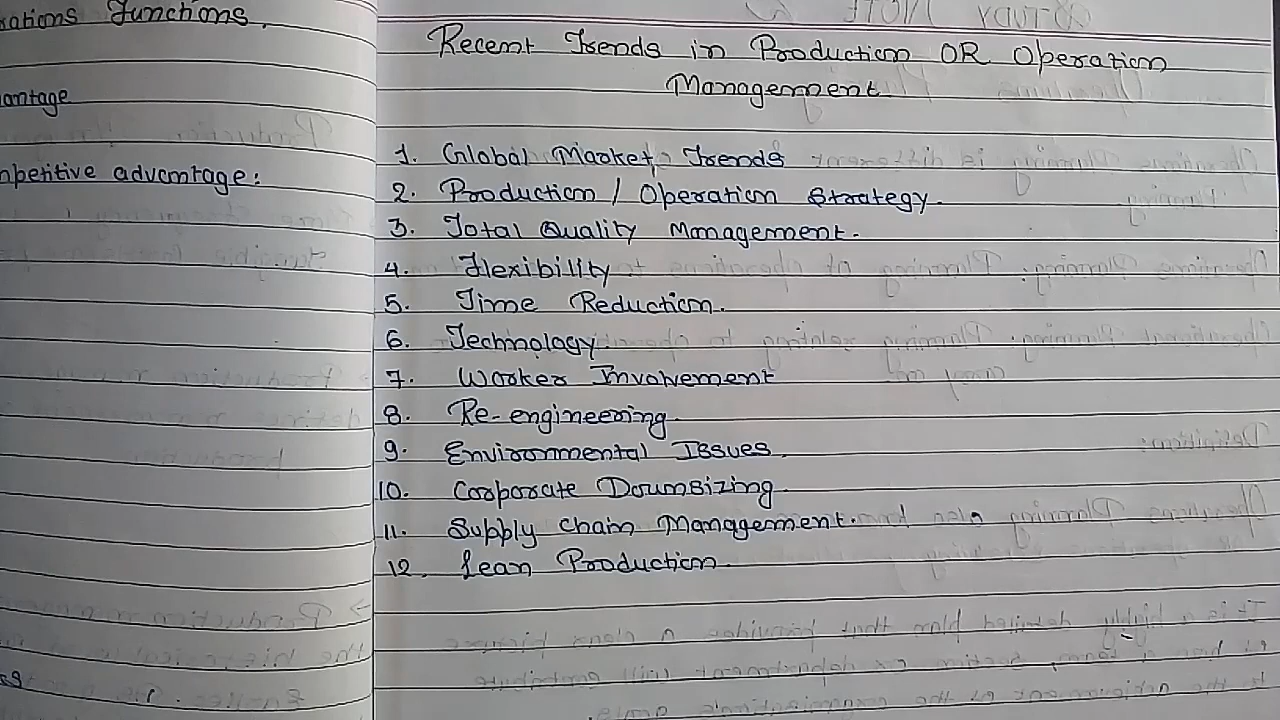 ations Functions.
antage
mpetitive advantage:
Recent Trends in Production OR Operation
Management
1. Global Market Trends
2. Production / Operation Strategy.
3. Total Quality Management.
4. Flexibility
5. Time Reduction.
6. Technology
7. Worker Involvement
8. Re-engineering
9. Environmental Issues.
10. Corporate Downsizing
11. Supply Chain Management.
12. Lean Production